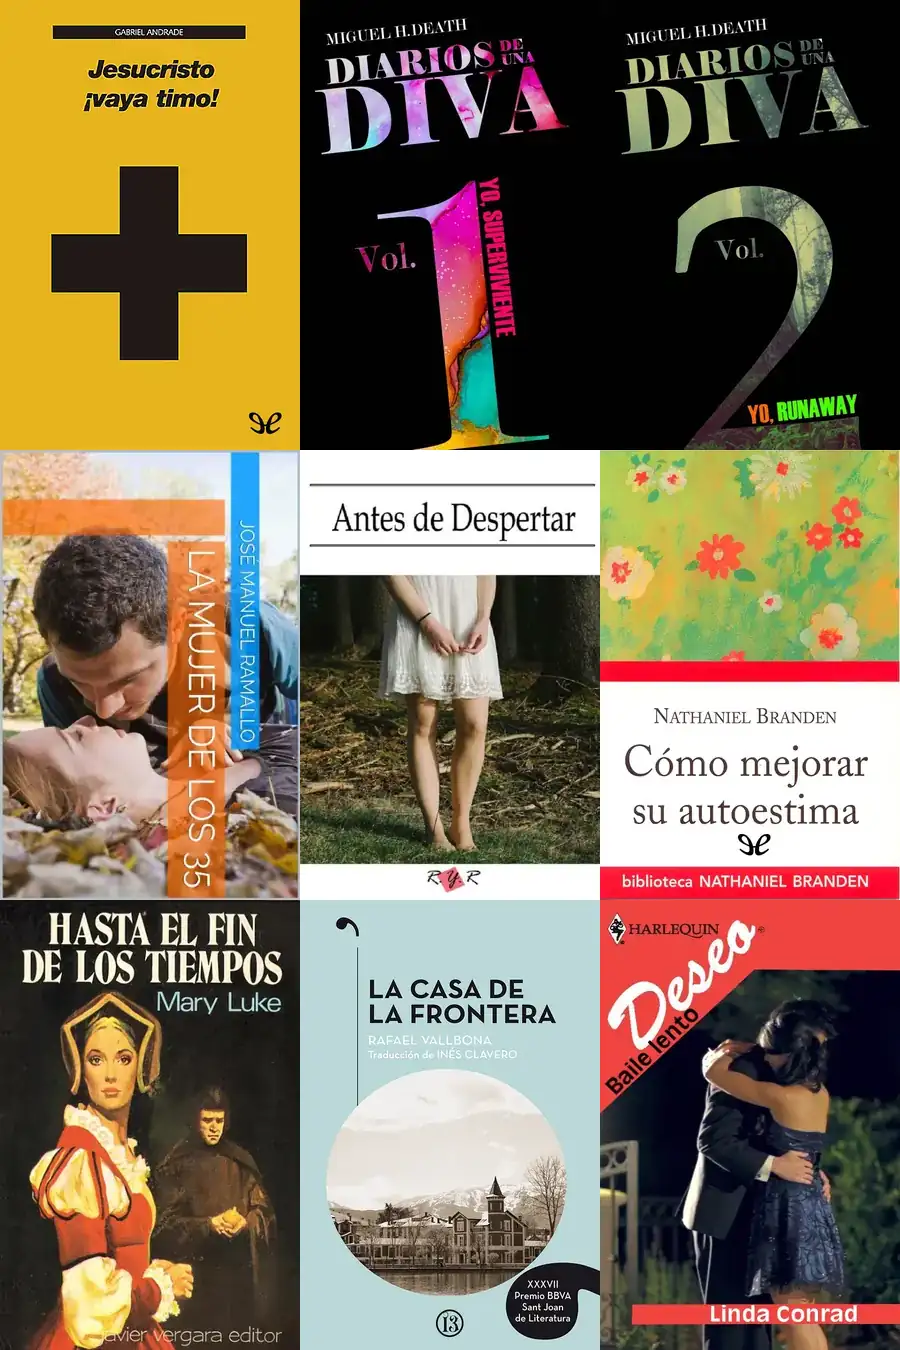 GABRIEL ANDRADE
Jesucristo
¡vaya timo!
MIGUEL H.DEATH
DIARIOS DE UNA
DIVA
Vol. 1
YO, SUPERVIVIENTE
MIGUEL H.DEATH
DIARIOS DE UNA
DIVA
Vol. 2
YO, RUNAWAY
JOSÉ MANUEL RAMALLO
LA MUJER DE LOS 35
Antes de Despertar
R.Y.R
NATHANIEL BRANDEN
Cómo mejorar
su autoestima
biblioteca NATHANIEL BRANDEN
HASTA EL FIN
DE LOS TIEMPOS
Mary Luke
javier vergara editor
LA CASA DE
LA FRONTERA
RAFAEL VALLBONA
Traducción de INÉS CLAVERO
XXXVII
Premio BBVA
Sant Joan
de Literatura
13
HARLEQUIN
Deseo
Baile lento
Linda Conrad